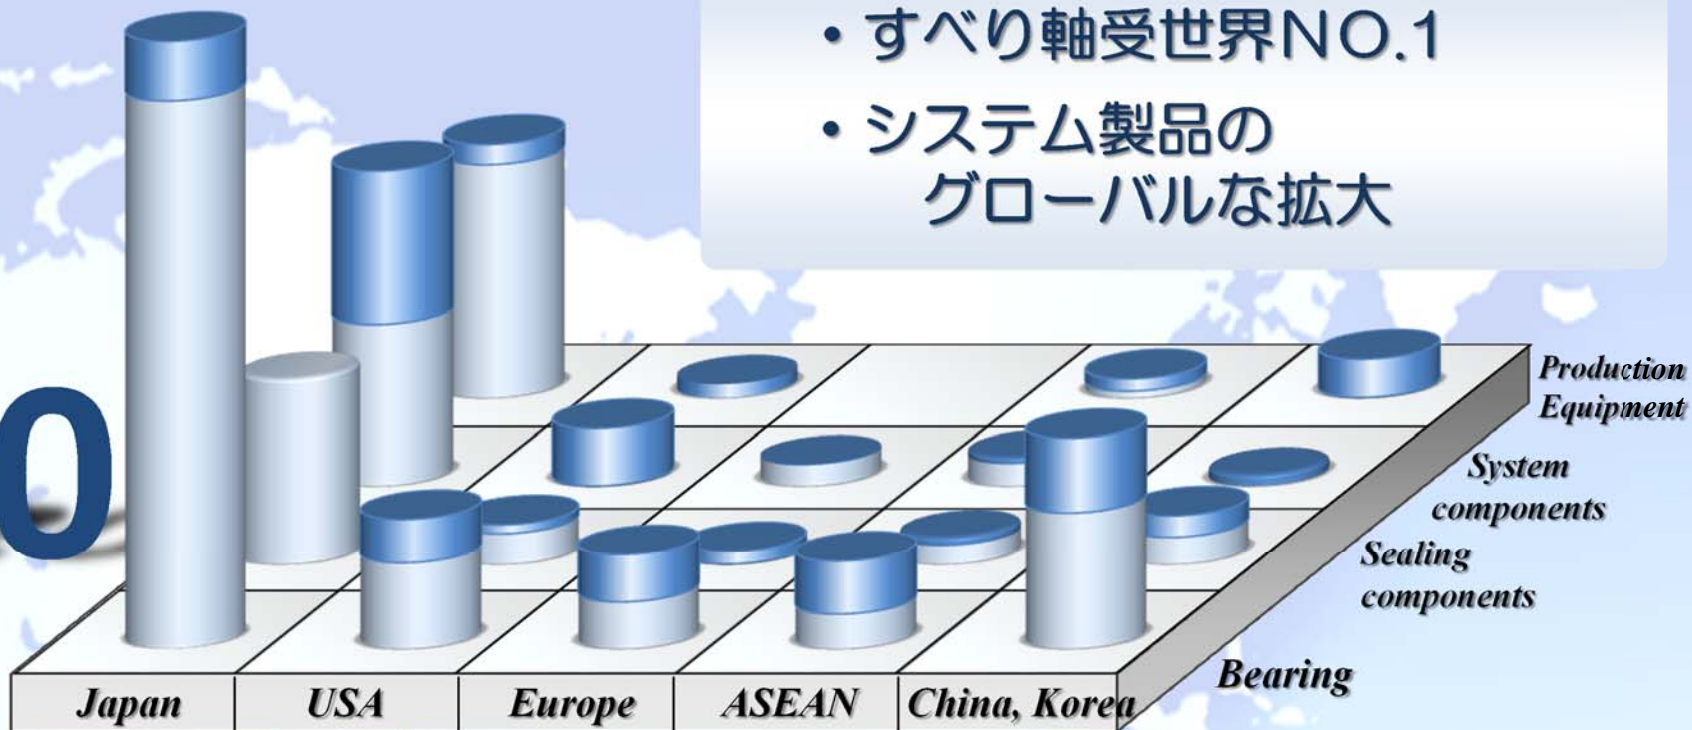 ・すべり軸受世界NO.1
・システム製品の
グローバルな拡大
0
Production
Equipment
System
components
Sealing
components
Bearing
Japan USA Europe ASEAN China, Korea